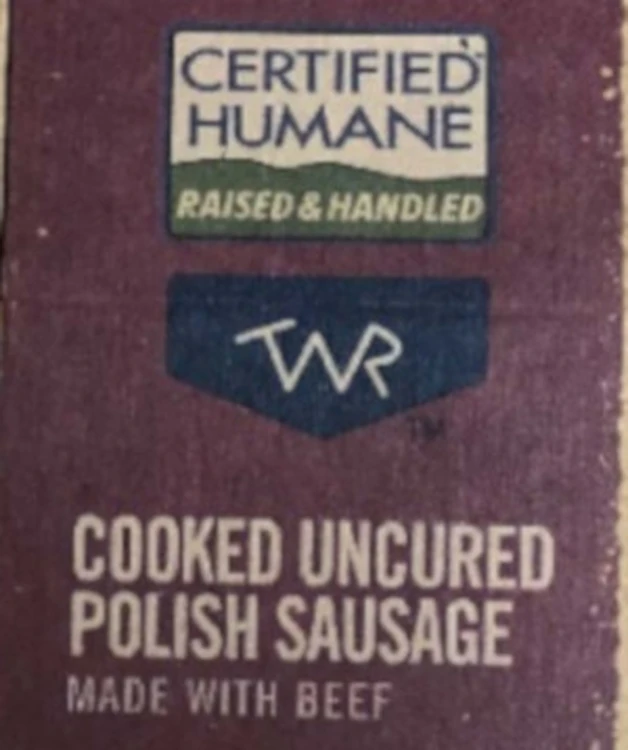 CERTIFIED
HUMANE
RAISED & HANDLED
TWR
TM
COOKED UNCURED
POLISH SAUSAGE
MADE WITH BEEF